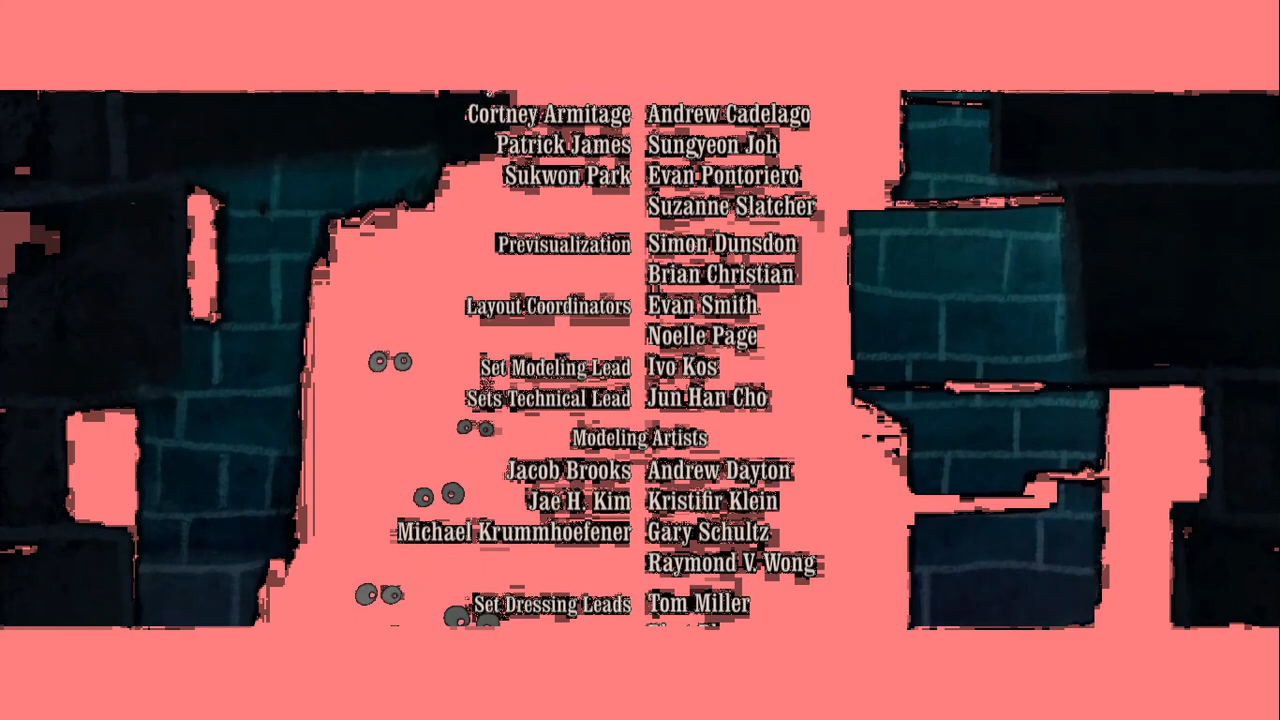 Cortney Armitage Andrew Cadelago
Patrick James Sungyeon Joh
Sukwon Park Evan Pontoriero
Suzanne Slatcher
Previsualization Simon Dunsdon
Brian Christian
Layout Coordinators Evan Smith
Noelle Page
Set Modeling Lead Ivo Kos
Sets Technical Lead Jun Han Cho
Modeling Artists
Jacob Brooks Andrew Dayton
Jae H. Kim Kristifir Klein
Michael Krummhoefener Gary Schultz
Raymond V. Wong
Set Dressing Leads Tom Miller